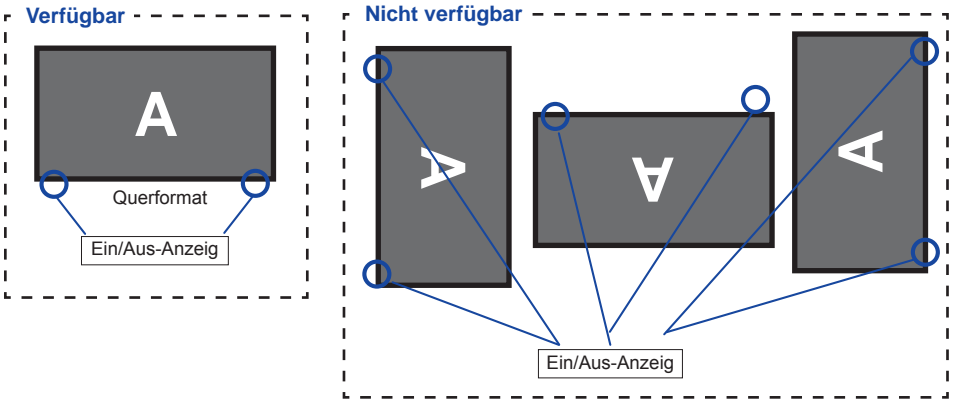 Verfügbar
A
Querformat
Ein/Aus-Anzeig
Nicht verfügbar
A
A
A
Ein/Aus-Anzeig